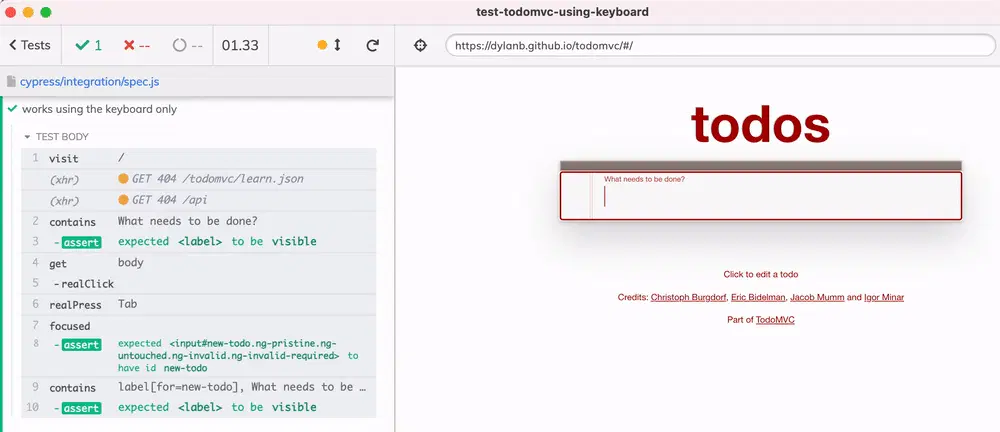 test-todomvc-using-keyboard
Tests
1
--
--
01.33
https://dylanb.github.io/todomvc/#/
cypress/integration/spec.js
works using the keyboard only
TEST BODY
1 visit /
(xhr) GET 404 /todomvc/learn.json
(xhr) GET 404 /api
2 contains What needs to be done?
3 -assert expected <label> to be visible
4 get body
5 -realClick
6 realPress Tab
7 focused
8 -assert expected <input#new-todo.ng-pristine.ng-
untouched.ng-invalid.ng-invalid-required> to
have id new-todo
9 contains label[for=new-todo], What needs to be …
10 -assert expected <label> to be visible
todos
What needs to be done?
Click to edit a todo
Credits: Christoph Burgdorf, Eric Bidelman, Jacob Mumm and Igor Minar
Part of TodoMVC